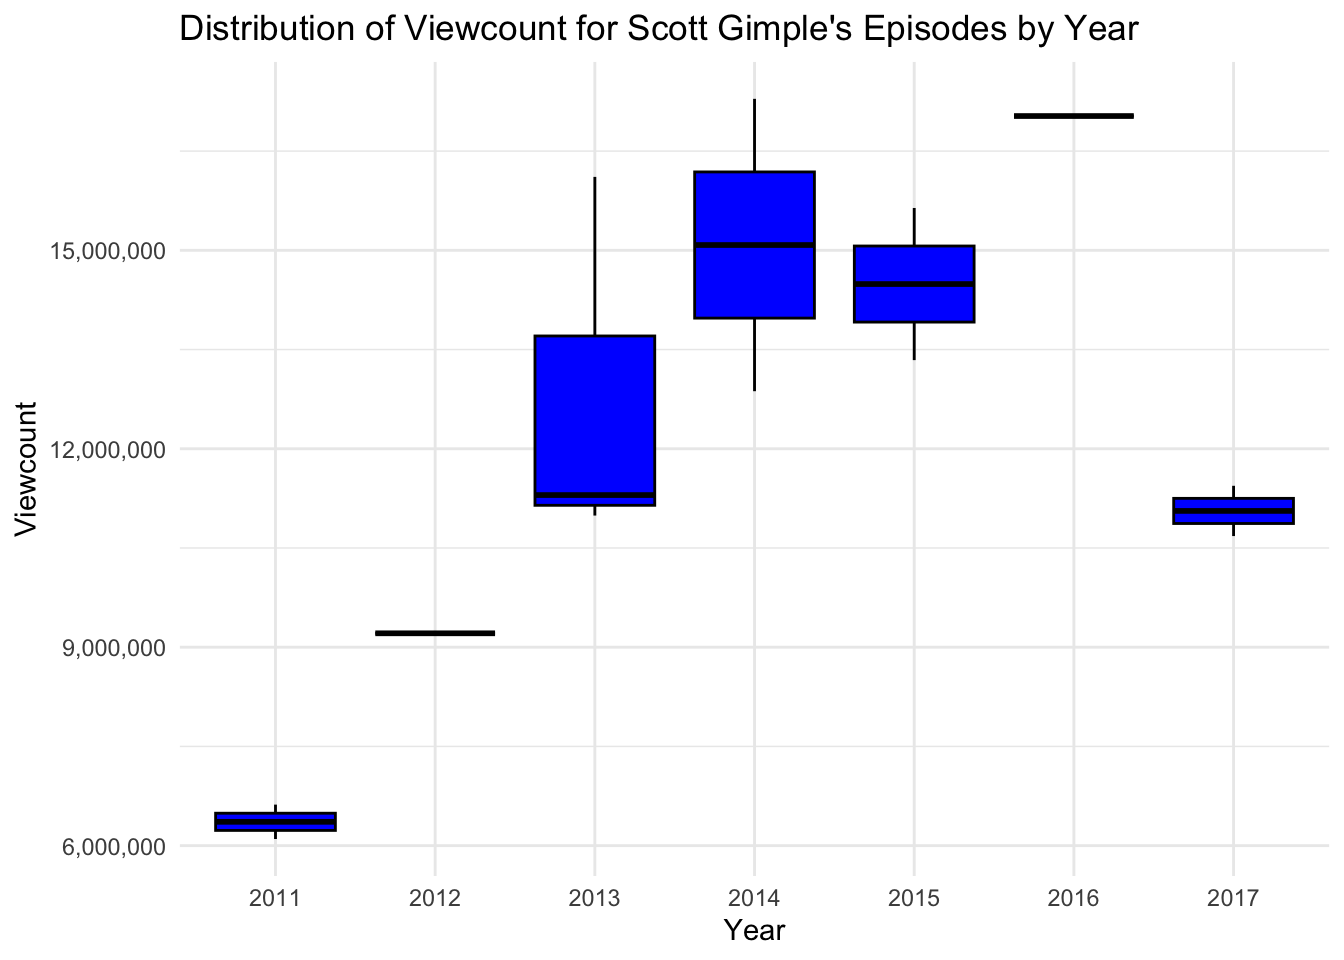 Distribution of Viewcount for Scott Gimple's Episodes by Year
Viewcount
15,000,000
12,000,000
9,000,000
6,000,000
2011 2012 2013 2014 2015 2016 2017
Year